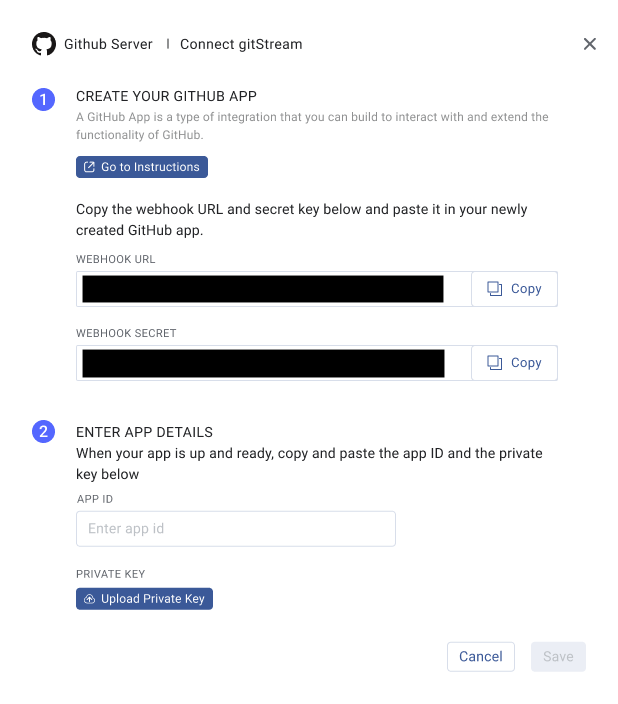 Github Server | Connect gitStream
1 CREATE YOUR GITHUB APP
A GitHub App is a type of integration that you can build to interact with and extend the
functionality of GitHub.
Go to Instructions
Copy the webhook URL and secret key below and paste it in your newly
created GitHub app.
WEBHOOK URL
Copy
WEBHOOK SECRET
Copy
2 ENTER APP DETAILS
When your app is up and ready, copy and paste the app ID and the private
key below
APP ID
Enter app id
PRIVATE KEY
Upload Private Key
Cancel Save